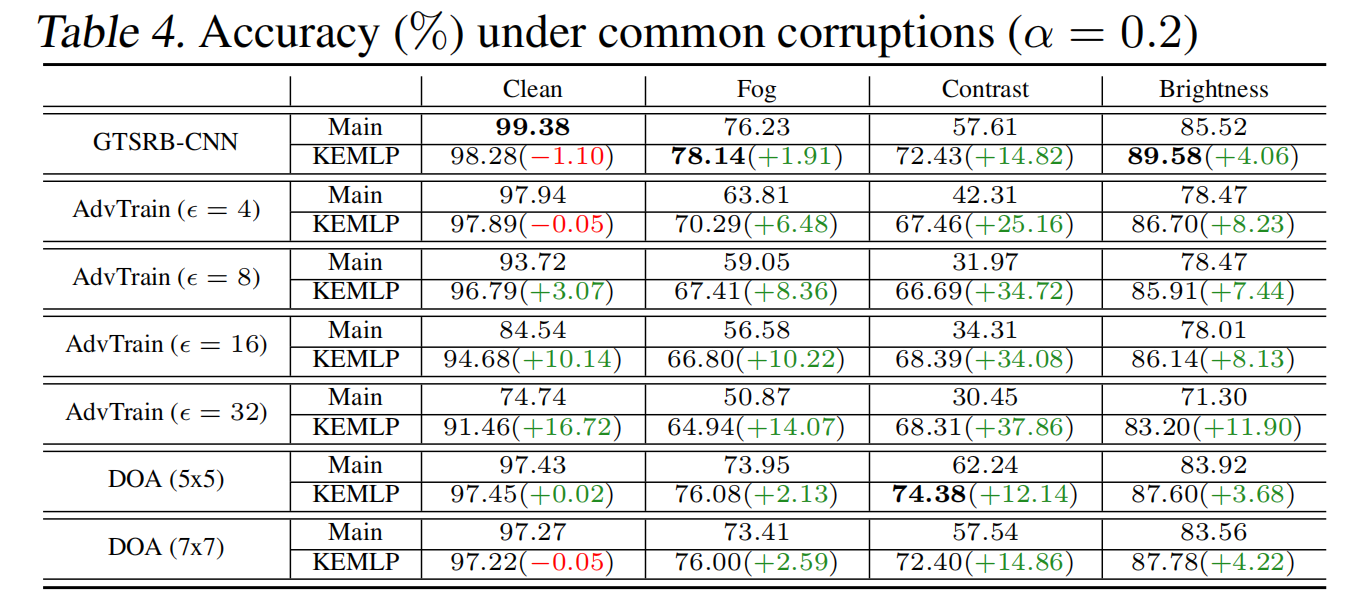 Table 4. Accuracy (%) under common corruptions (α = 0.2)
Clean Fog Contrast Brightness
GTSRB-CNN Main 99.38 76.23 57.61 85.52
KEMLP 98.28(−1.10) 78.14(+1.91) 72.43(+14.82) 89.58(+4.06)
AdvTrain (ϵ = 4) Main 97.94 63.81 42.31 78.47
KEMLP 97.89(−0.05) 70.29(+6.48) 67.46(+25.16) 86.70(+8.23)
AdvTrain (ϵ = 8) Main 93.72 59.05 31.97 78.47
KEMLP 96.79(+3.07) 67.41(+8.36) 66.69(+34.72) 85.91(+7.44)
AdvTrain (ϵ = 16) Main 84.54 56.58 34.31 78.01
KEMLP 94.68(+10.14) 66.80(+10.22) 68.39(+34.08) 86.14(+8.13)
AdvTrain (ϵ = 32) Main 74.74 50.87 30.45 71.30
KEMLP 91.46(+16.72) 64.94(+14.07) 68.31(+37.86) 83.20(+11.90)
DOA (5x5) Main 97.43 73.95 62.24 83.92
KEMLP 97.45(+0.02) 76.08(+2.13) 74.38(+12.14) 87.60(+3.68)
DOA (7x7) Main 97.27 73.41 57.54 83.56
KEMLP 97.22(−0.05) 76.00(+2.59) 72.40(+14.86) 87.78(+4.22)